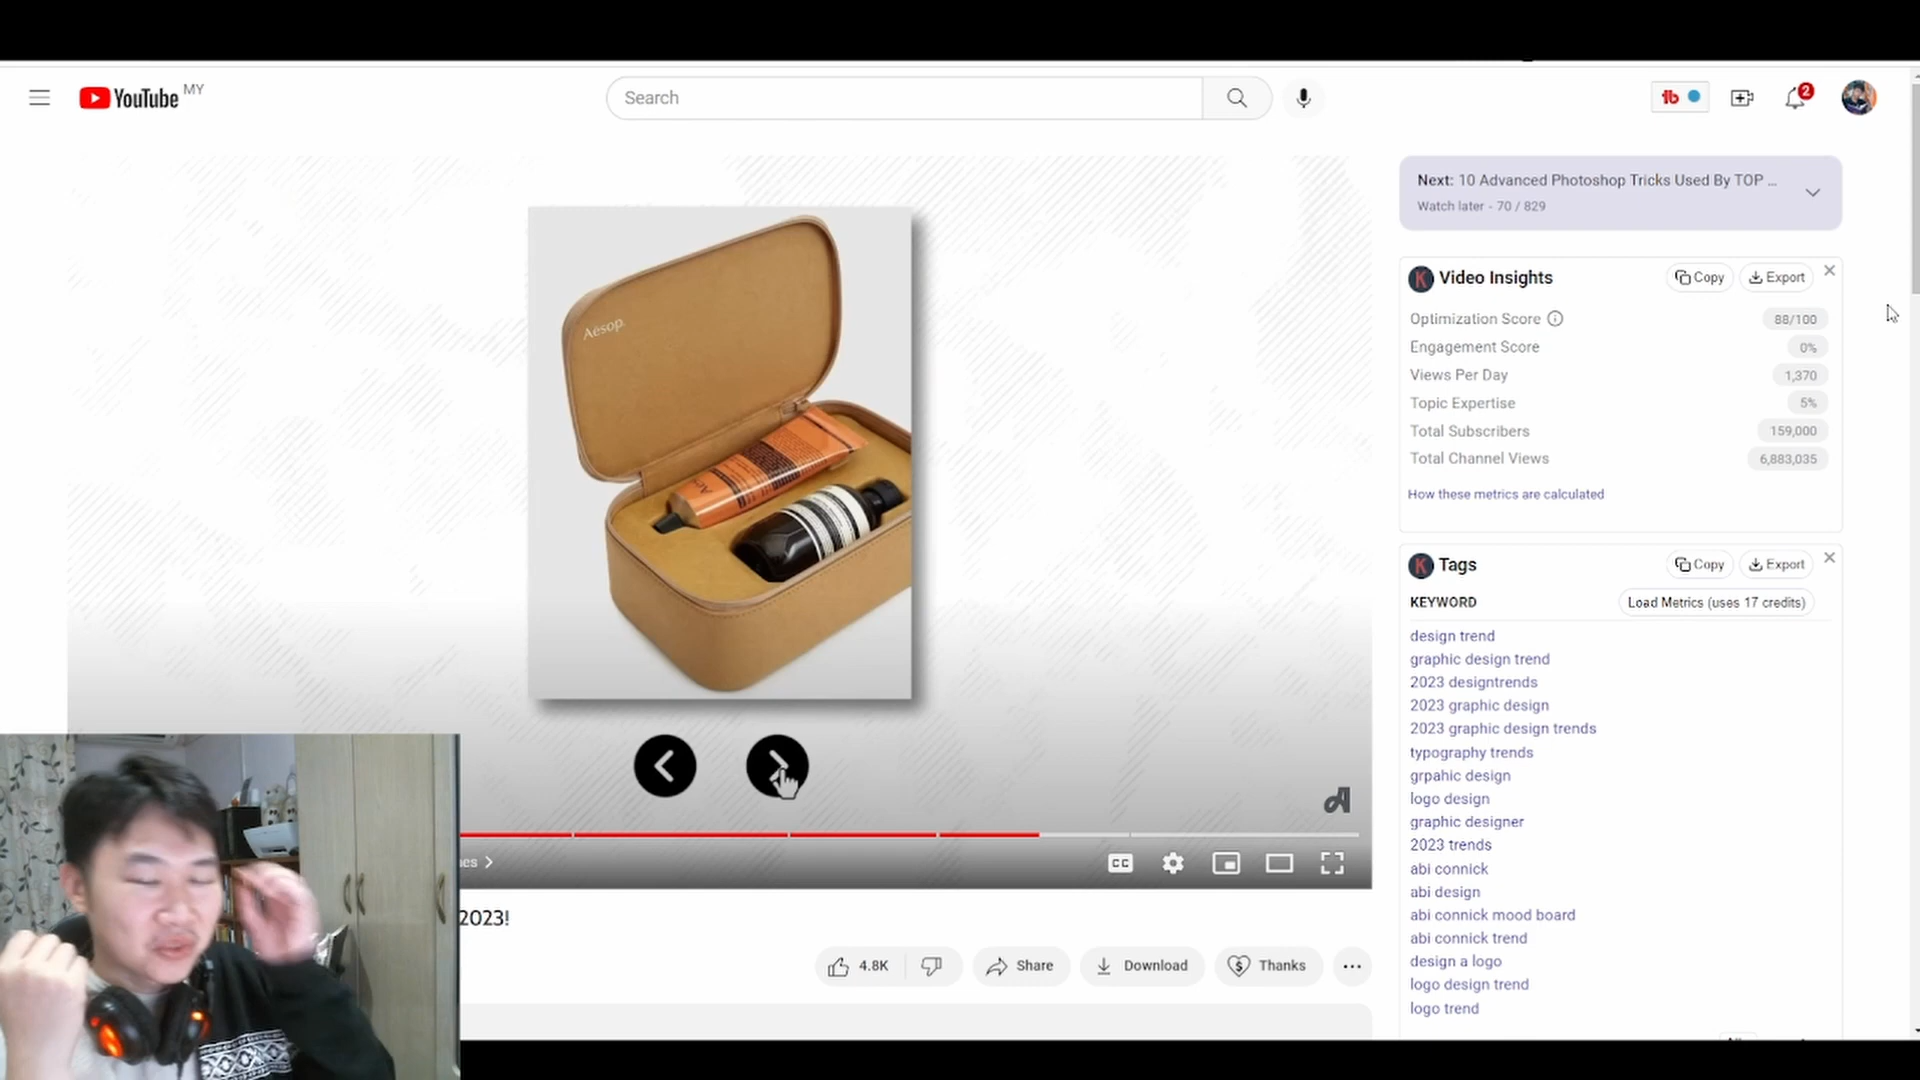 YouTube MY
Search
2
Next: 10 Advanced Photoshop Tricks Used By TOP ...
Watch later - 70 / 829
Video Insights
Copy
Export
Optimization Score
88/100
Engagement Score
0%
Views Per Day
1,370
Topic Expertise
5%
Total Subscribers
159,000
Total Channel Views
6,883,035
How these metrics are calculated
Tags
Copy
Export
KEYWORD
Load Metrics (uses 17 credits)
design trend
graphic design trend
2023 designtrends
2023 graphic design
2023 graphic design trends
typography trends
grpahic design
logo design
graphic designer
2023 trends
abi connick
abi design
abi connick mood board
abi connick trend
design a logo
logo design trend
logo trend
Aēsop.
CC
2023!
4.8K
Share
Download
Thanks